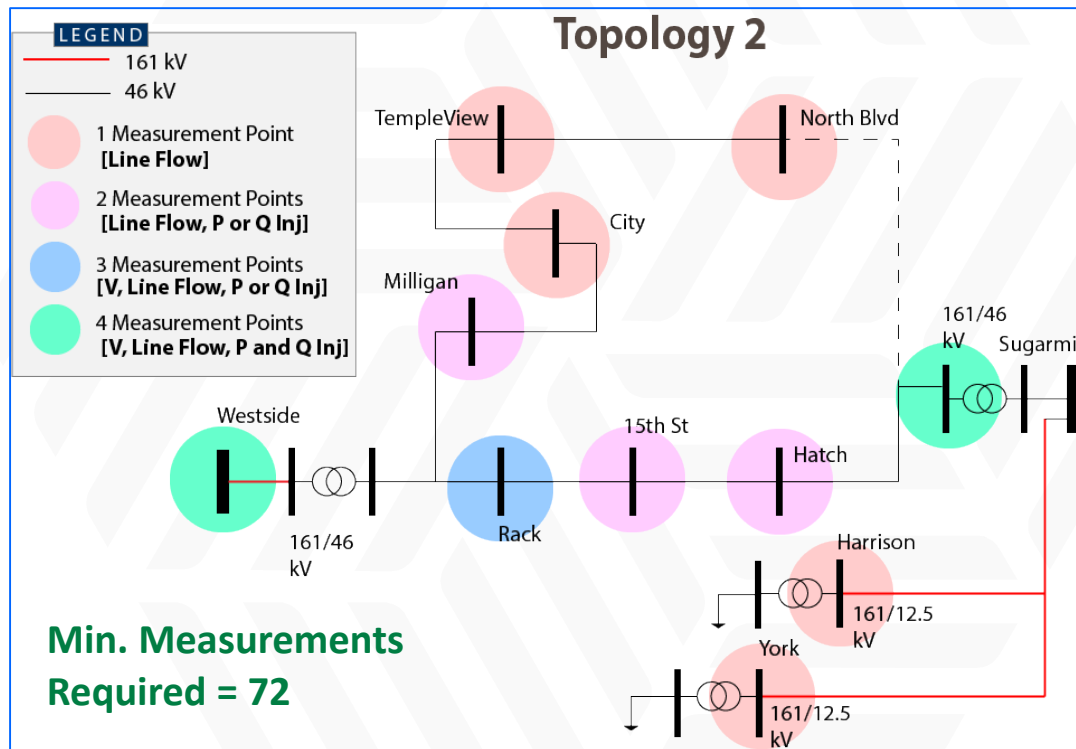 Topology 2
LEGEND
161 kV
46 kV
1 Measurement Point
[Line Flow]
2 Measurement Points
[Line Flow, P or Q Inj]
3 Measurement Points
[V, Line Flow, P or Q Inj]
4 Measurement Points
[V, Line Flow, P and Q Inj]
TempleView
North Blvd
City
Milligan
161/46
kV
Sugarmi
Westside
15th St
Hatch
Rack
161/46
kV
Harrison
161/12.5
kV
York
161/12.5
kV
Min. Measurements
Required = 72